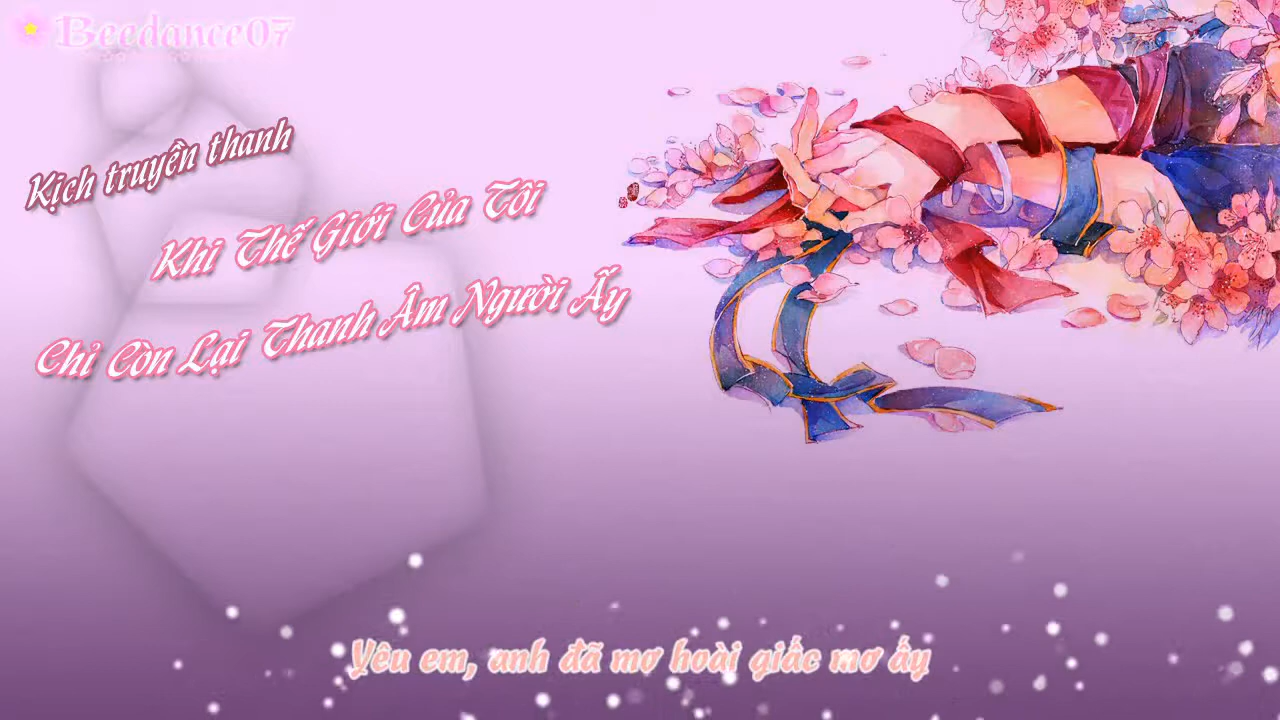 Beedance07
Kịch truyền thanh
Khi Thế Giới Của Tôi
Chỉ Còn Lại Thanh Âm Người Ấy
Yêu em, anh đã mơ hoài giấc mơ ấy